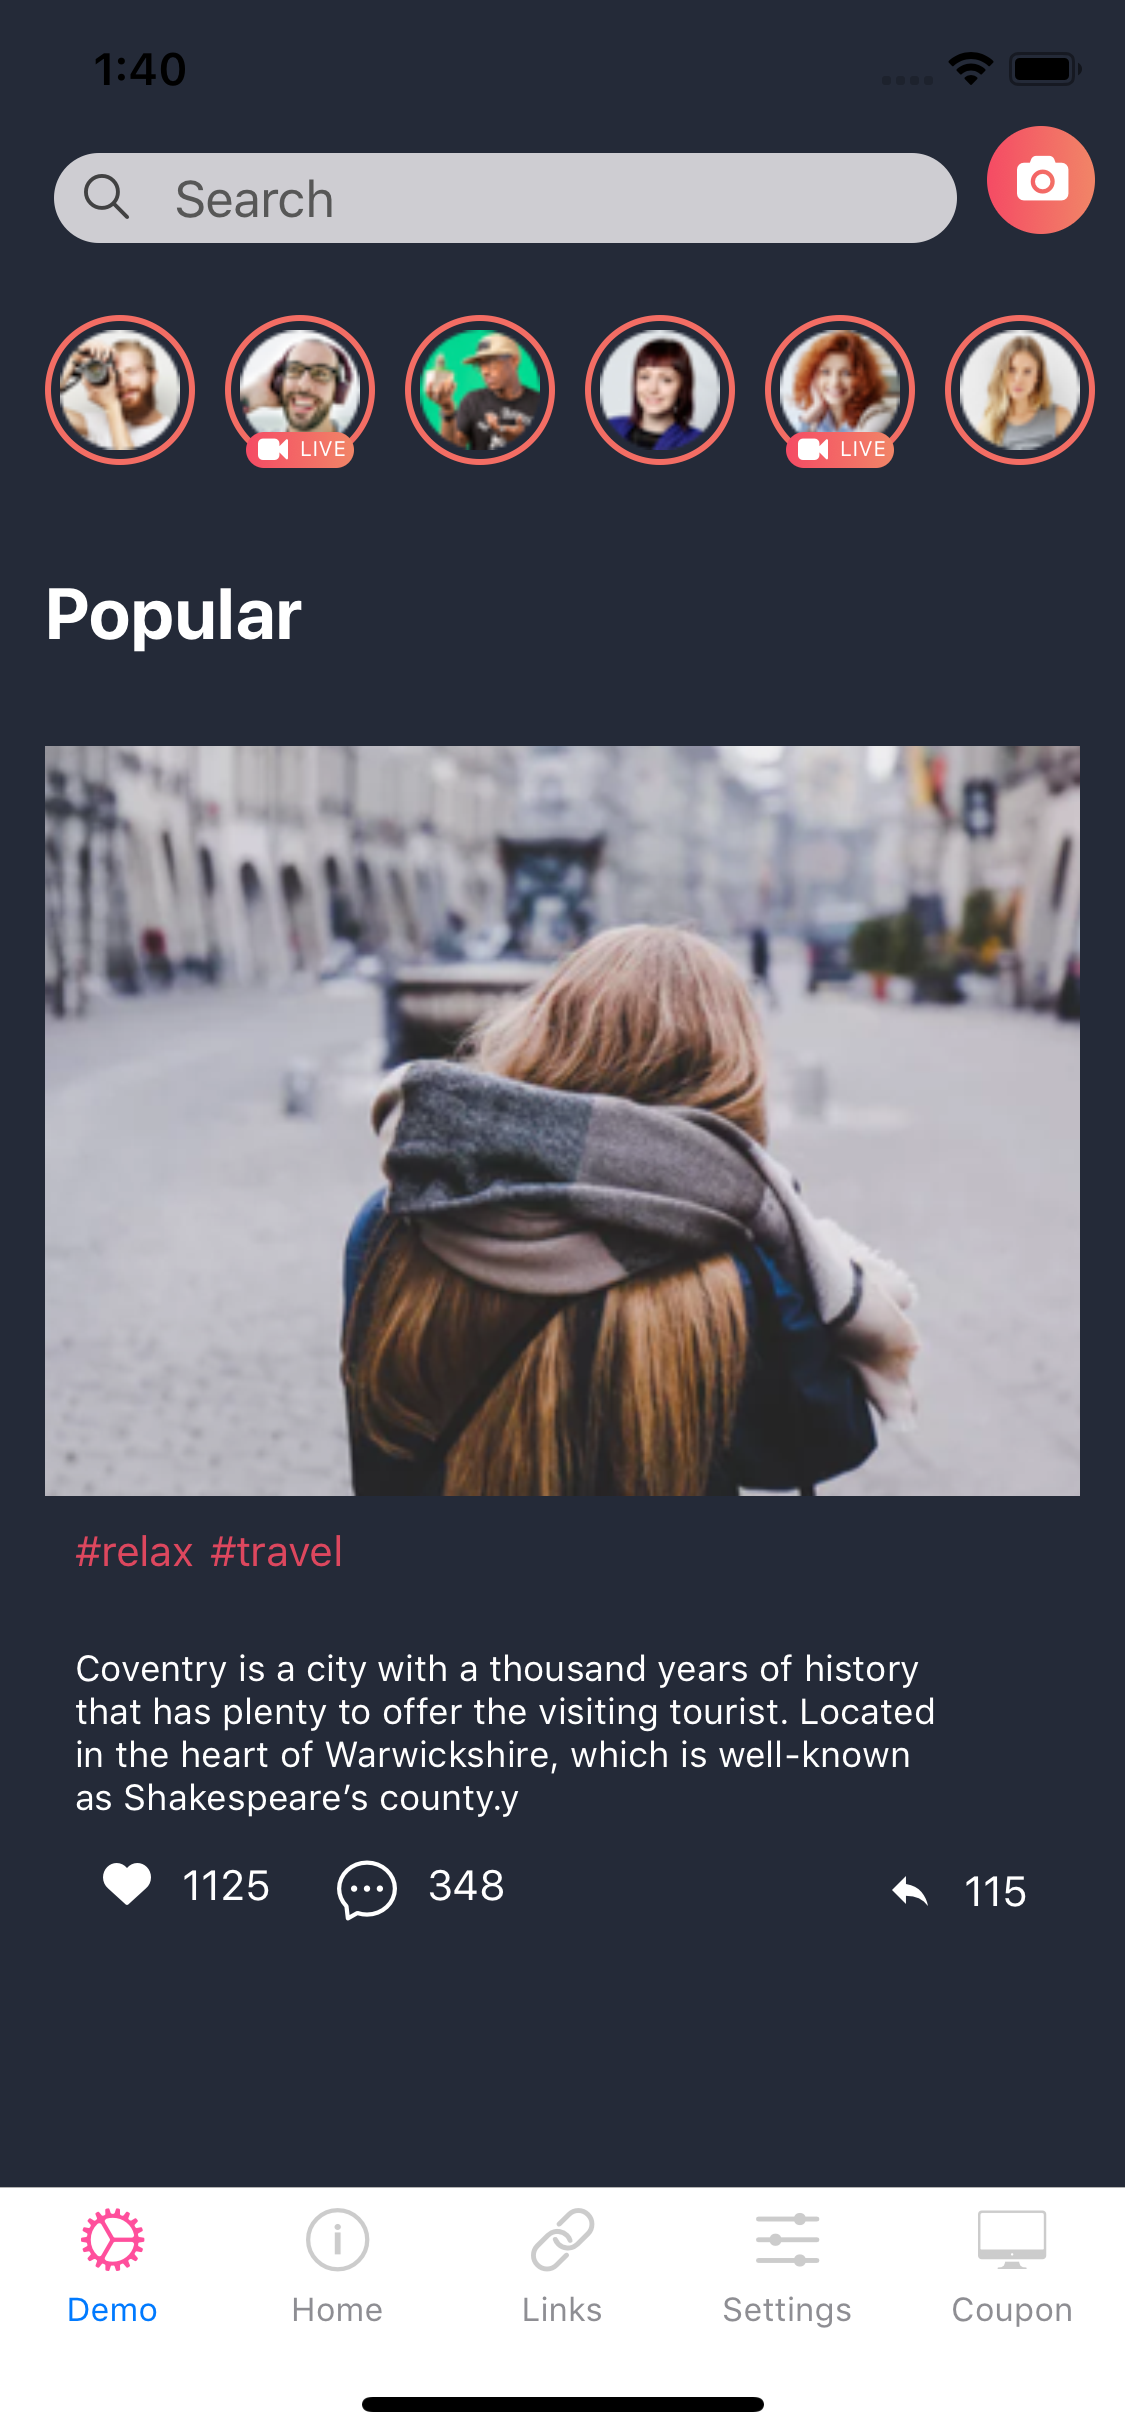 1:40
Search
LIVE
LIVE
Popular
#relax #travel
Coventry is a city with a thousand years of history
that has plenty to offer the visiting tourist. Located
in the heart of Warwickshire, which is well-known
as Shakespeare’s county.y
1125
348
115
Demo
Home
Links
Settings
Coupon